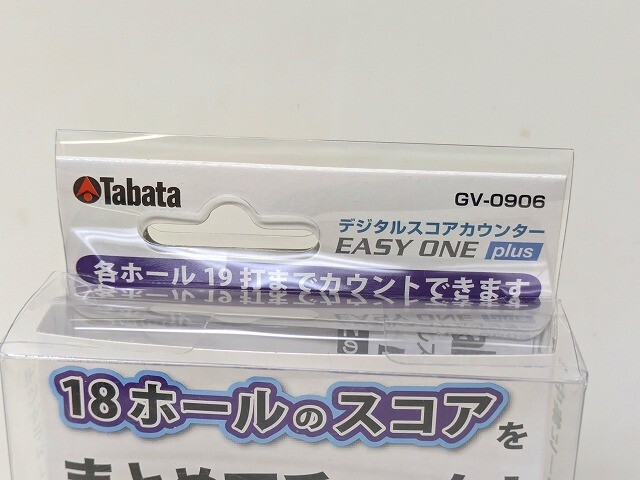 Tabata
GV-0906
デジタルスコアカウンター
EASY ONE plus
各ホール 19 打までカウントできます
18ホールのスコアを